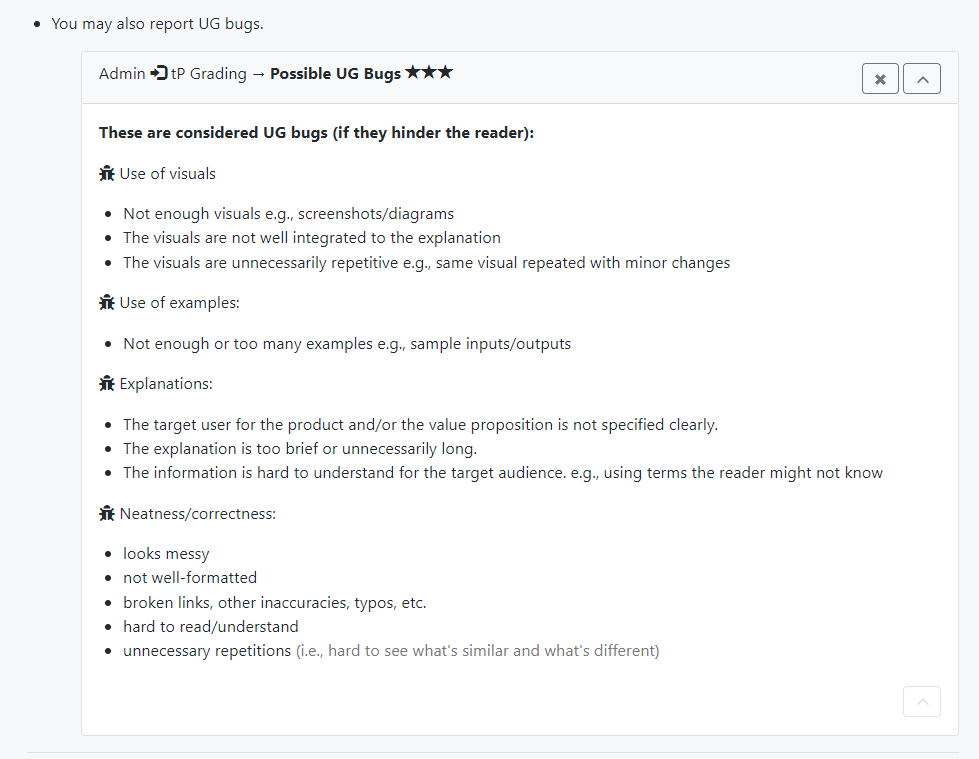 You may also report UG bugs.
Admin tP Grading → Possible UG Bugs ★★★
These are considered UG bugs (if they hinder the reader):
Use of visuals
Not enough visuals e.g., screenshots/diagrams
The visuals are not well integrated to the explanation
The visuals are unnecessarily repetitive e.g., same visual repeated with minor changes
Use of examples:
Not enough or too many examples e.g., sample inputs/outputs
Explanations:
The target user for the product and/or the value proposition is not specified clearly.
The explanation is too brief or unnecessarily long.
The information is hard to understand for the target audience. e.g., using terms the reader might not know
Neatness/correctness:
looks messy
not well-formatted
broken links, other inaccuracies, typos, etc.
hard to read/understand
unnecessary repetitions (i.e., hard to see what's similar and what's different)